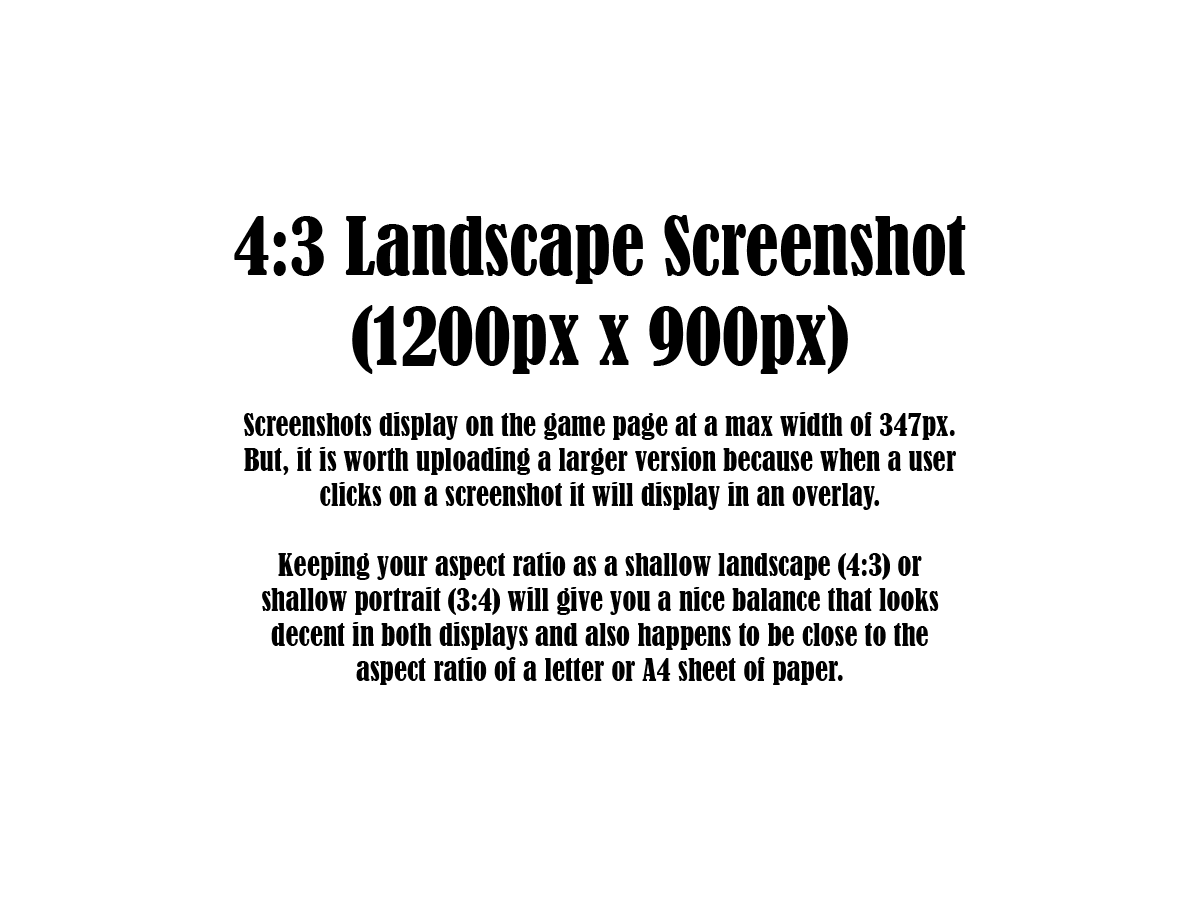 4:3 Landscape Screenshot
(1200px x 900px)
Screenshots display on the game page at a max width of 347px.
But, it is worth uploading a larger version because when a user
clicks on a screenshot it will display in an overlay.
Keeping your aspect ratio as a shallow landscape (4:3) or
shallow portrait (3:4) will give you a nice balance that looks
decent in both displays and also happens to be close to the
aspect ratio of a letter or A4 sheet of paper.